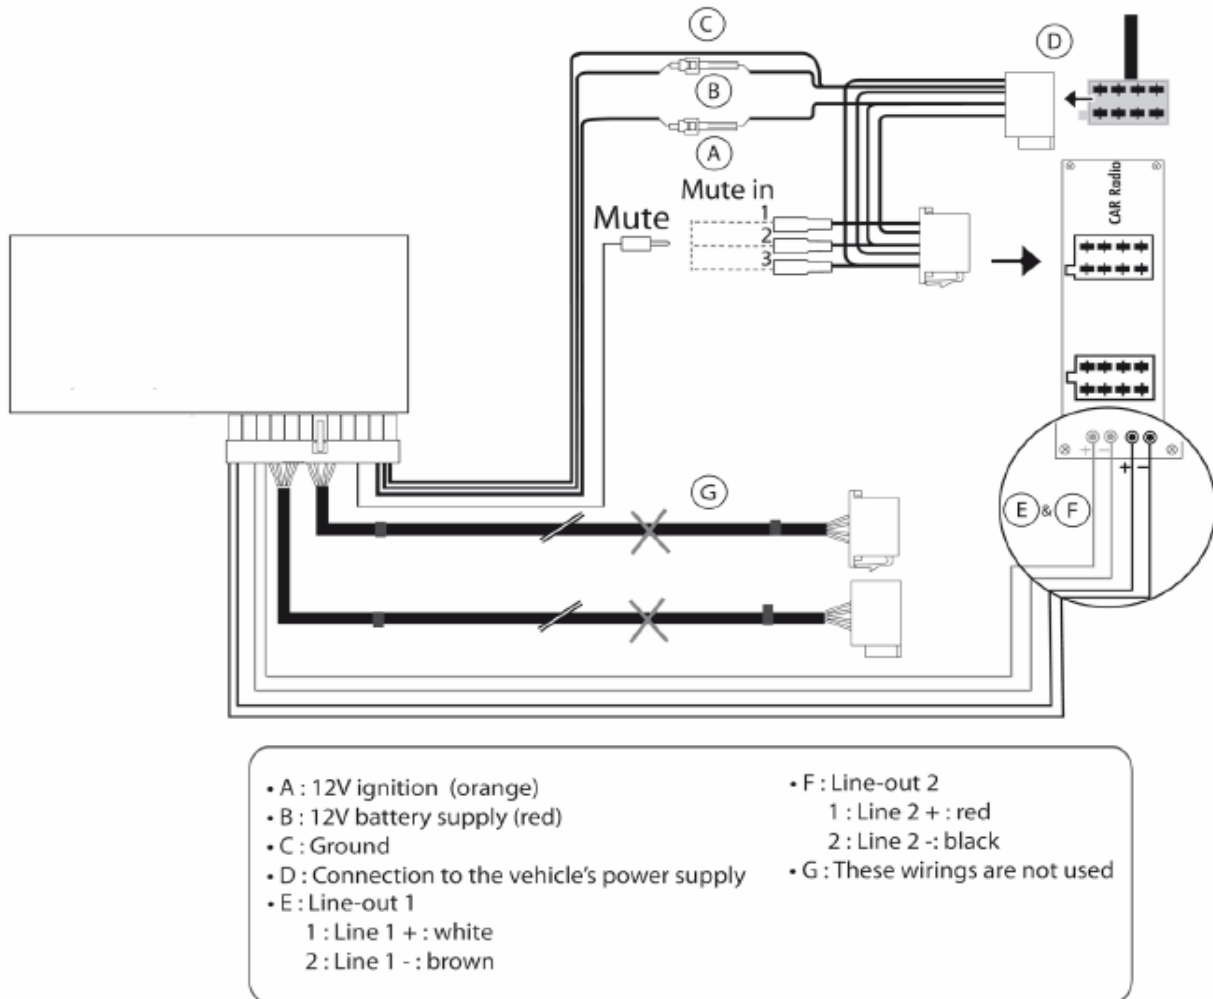 C
D
B
A
CAR Radio
Mute in
Mute
1
2
3
+ - + -
G
E & F
• A : 12V ignition (orange)
• B : 12V battery supply (red)
• C : Ground
• D : Connection to the vehicle's power supply
• E : Line-out 1
1 : Line 1 + : white
2 : Line 1 - : brown
• F : Line-out 2
1 : Line 2 + : red
2 : Line 2 -: black
• G : These wirings are not used